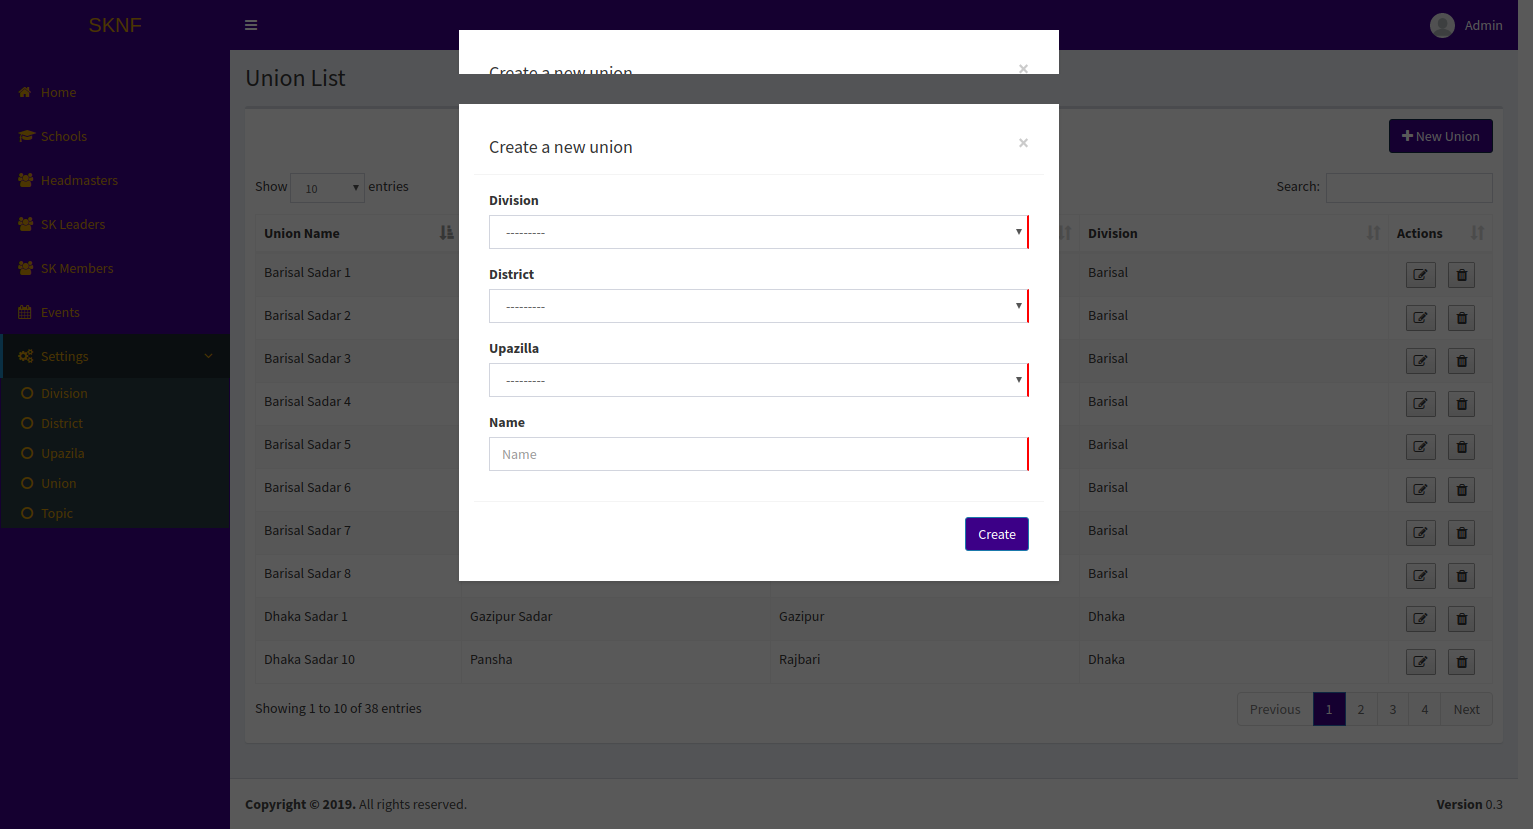 SKNF
Admin
Home
Schools
Headmasters
SK Leaders
SK Members
Events
Settings
Division
District
Upazila
Union
Topic
Union List
New Union
Show 10 entries
Search:
Union Name Division Actions
Barisal Sadar 1 Barisal
Barisal Sadar 2 Barisal
Barisal Sadar 3 Barisal
Barisal Sadar 4 Barisal
Barisal Sadar 5 Barisal
Barisal Sadar 6 Barisal
Barisal Sadar 7 Barisal
Barisal Sadar 8 Barisal
Dhaka Sadar 1 Gazipur Sadar Gazipur Dhaka
Dhaka Sadar 10 Pansha Rajbari Dhaka
Showing 1 to 10 of 38 entries
Previous 1 2 3 4 Next
Create a new union ×
Create a new union ×
Division
---------
District
---------
Upazilla
---------
Name
Name
Create
Copyright © 2019. All rights reserved.
Version 0.3